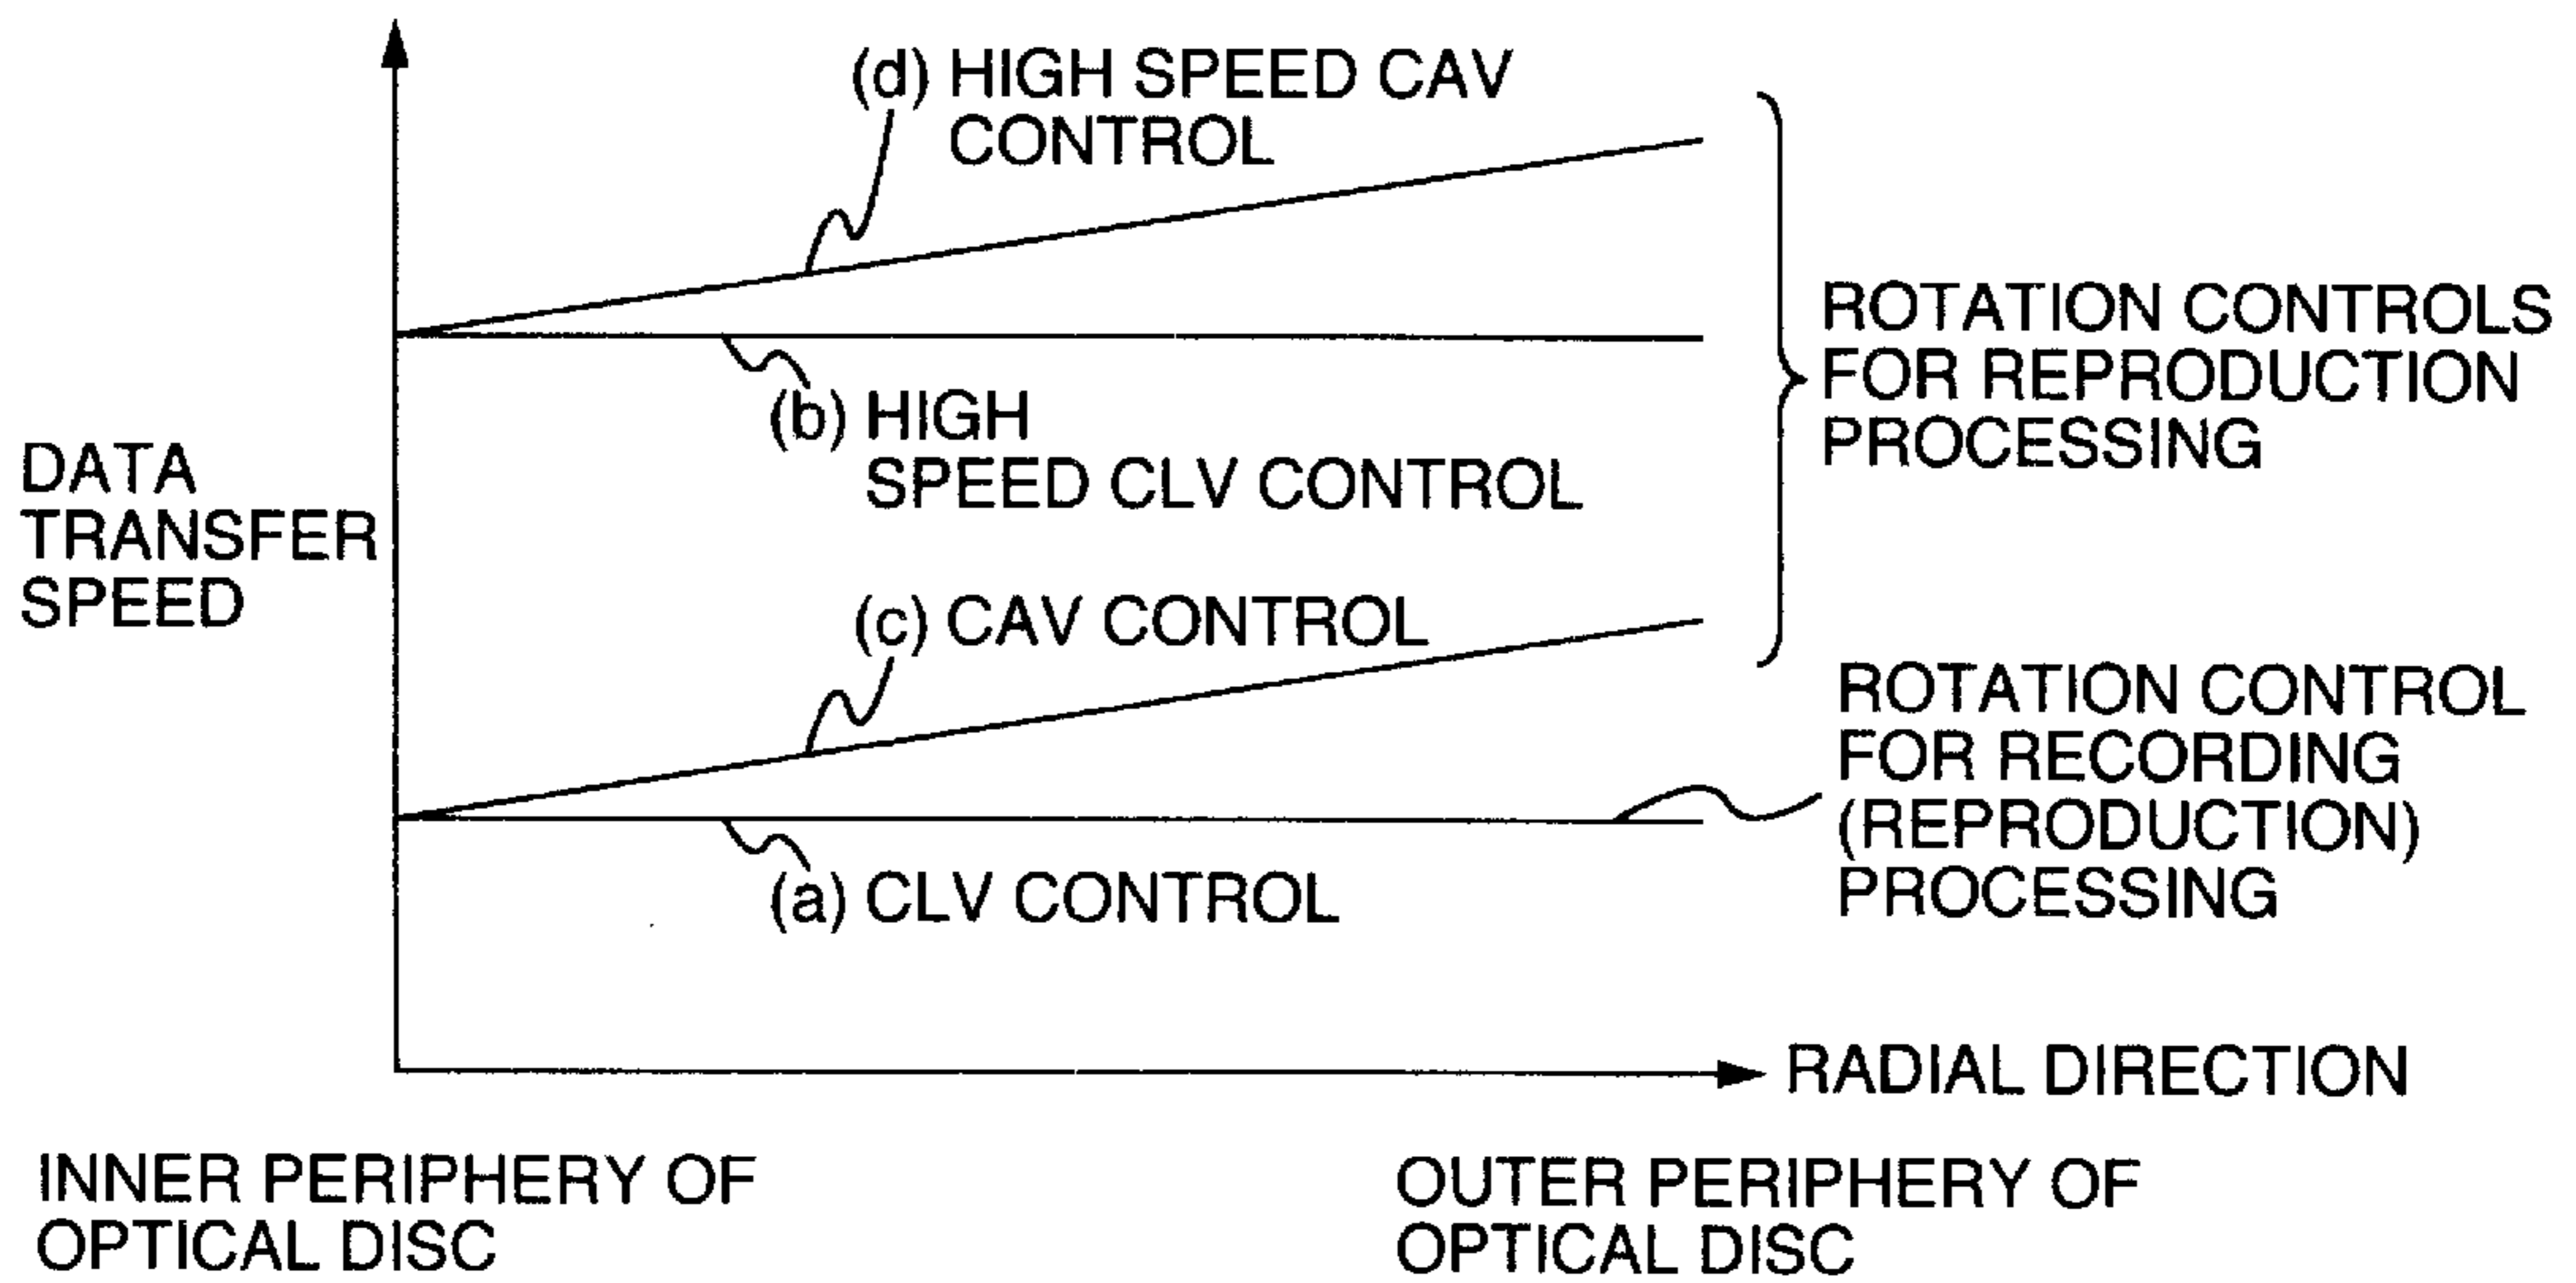 (d) HIGH SPEED CAV
CONTROL
ROTATION CONTROLS
FOR REPRODUCTION
PROCESSING
(b) HIGH
SPEED CLV CONTROL
DATA
TRANSFER
SPEED
(c) CAV CONTROL
ROTATION CONTROL
FOR RECORDING
(REPRODUCTION)
PROCESSING
(a) CLV CONTROL
RADIAL DIRECTION
INNER PERIPHERY OF
OPTICAL DISC
OUTER PERIPHERY OF
OPTICAL DISC